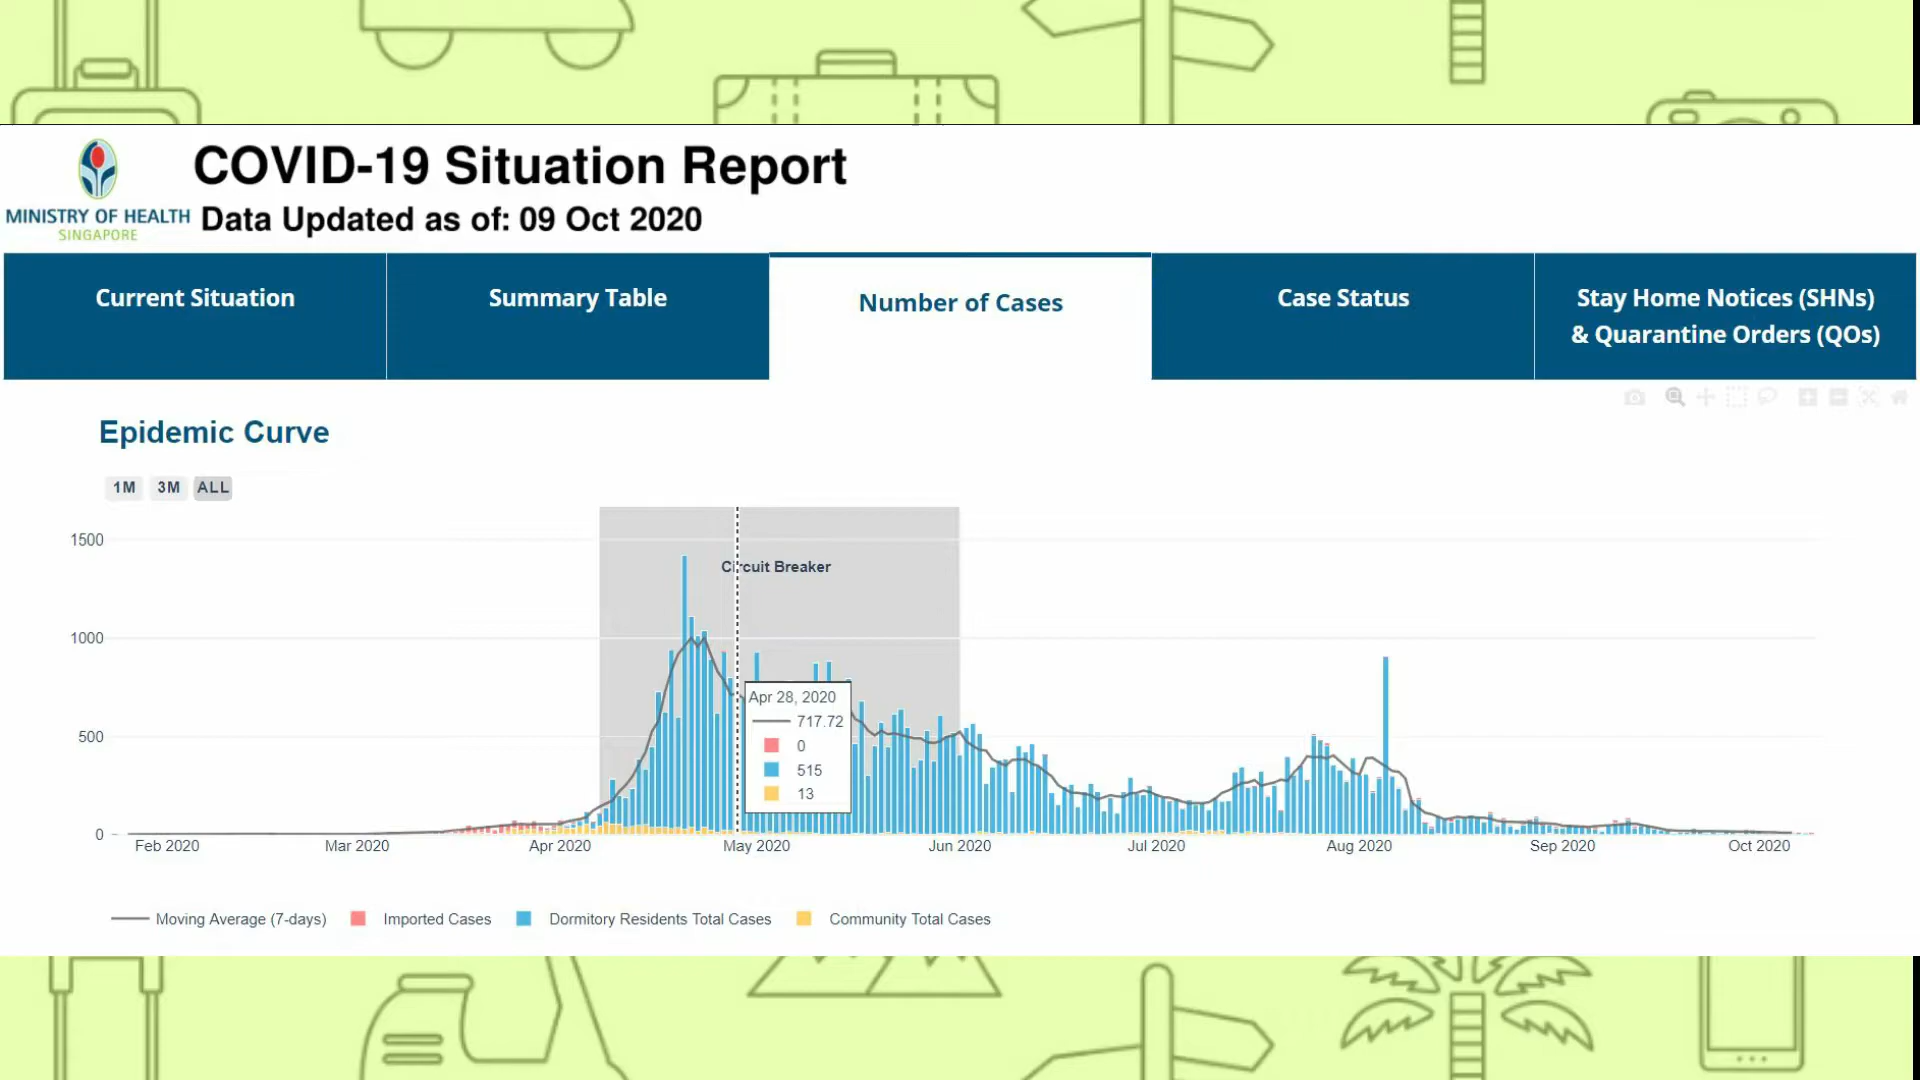 COVID-19 Situation Report
MINISTRY OF HEALTH
SINGAPORE
Data Updated as of: 09 Oct 2020
Current Situation
Summary Table
Number of Cases
Case Status
Stay Home Notices (SHNs)
& Quarantine Orders (QOs)
Epidemic Curve
1M 3M ALL
1500
Circuit Breaker
1000
Apr 28, 2020
717.72
500
0
515
13
0
Feb 2020 Mar 2020 Apr 2020 May 2020 Jun 2020 Jul 2020 Aug 2020 Sep 2020 Oct 2020
Moving Average (7-days) Imported Cases Dormitory Residents Total Cases Community Total Cases